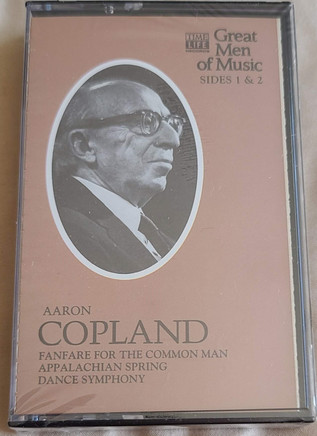 TIME
LIFE
Great
Men
of Music
SIDES 1 & 2
AARON
COPLAND
FANFARE FOR THE COMMON MAN
APPALACHIAN SPRING
DANCE SYMPHONY